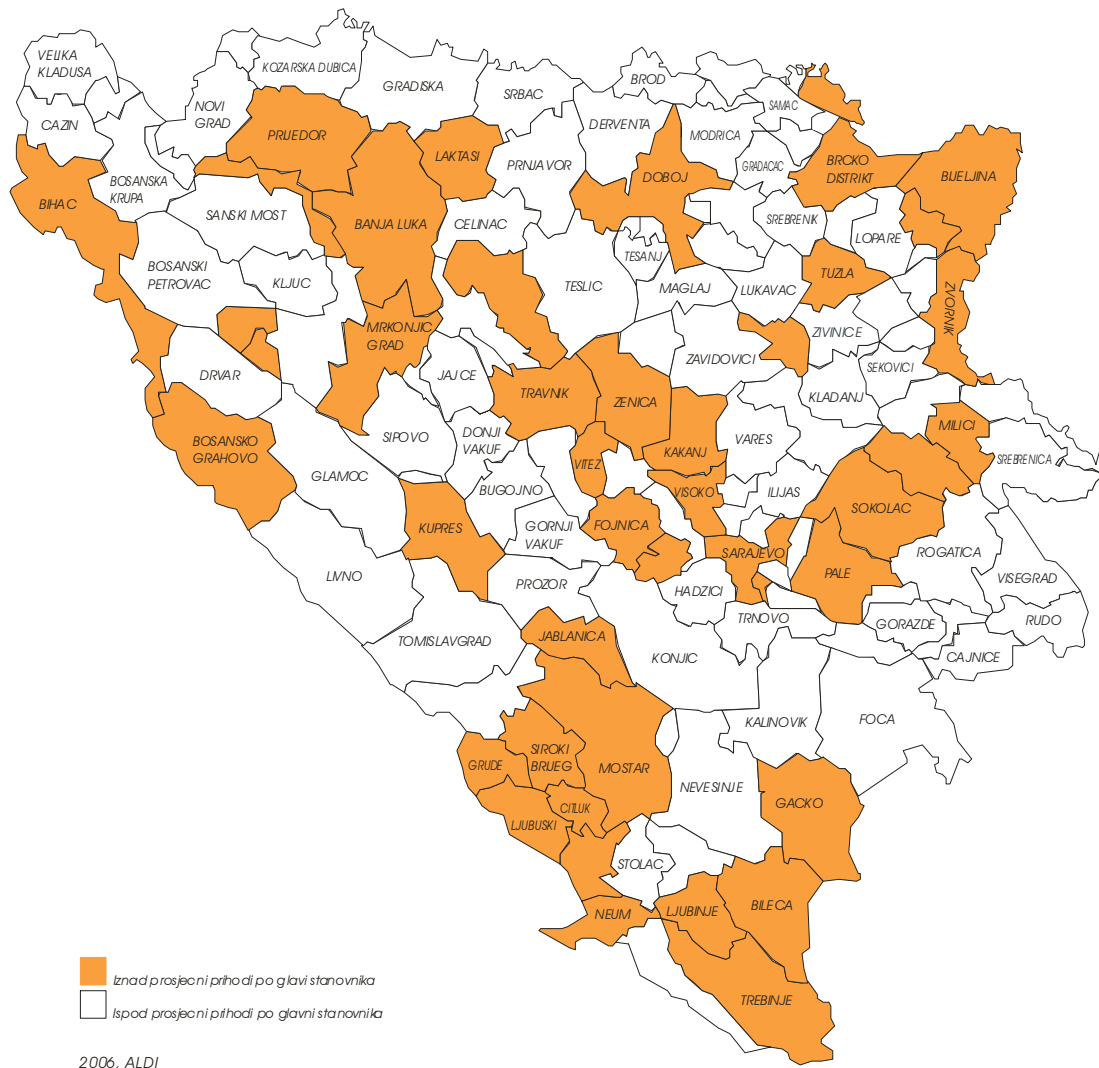 VELIKA
KLADUSA
KOZARSKA DUBICA
GRADISKA
SRBAC
BROD
CAZIN
NOVI
GRAD
PRIJEDOR
LAKTASI
PRNJAVOR
DERVENTA
MODRICA
SAMAC
GRADACAC
BRCKO
DISTRIKT
BIJELJINA
BIHAC
BOSANSKA
KRUPA
SANSKI MOST
BANJA LUKA
CELINAC
DOBOJ
SREBRENIK
LOPARE
TESANJ
BOSANSKI
PETROVAC
KLJUC
TESLIC
MAGLAJ
LUKAVAC
TUZLA
ZVORNIK
MRKONJIC
GRAD
ZIVINICE
ZAVIDOVICI
SEKOVICI
DRVAR
JAJCE
TRAVNIK
ZENICA
KLADANJ
BOSANSKO
GRAHOVO
SIPOVO
DONJI
VAKUF
VITEZ
KAKANJ
VARES
MILICI
SREBRENICA
GLAMOC
BUGOJNO
VISOKO
ILIJAS
SOKOLAC
KUPRES
GORNJI
VAKUF
FOJNICA
SARAJEVO
PALE
ROGATICA
VISEGRAD
LIVNO
PROZOR
HADZICI
TRNOVO
GORAZDE
RUDO
TOMISLAVGRAD
JABLANICA
KONJIC
CAJNICE
KALINOVIK
FOCA
GRUDE
SIROKI
BRIJEG
MOSTAR
NEVESINJE
GACKO
LJUBUSKI
CITLUK
STOLAC
NEUM
LJUBINJE
BILECA
TREBINJE
Iznad prosjecni prihodi po glavi stanovnika
Ispod prosjecni prihodi po glavni stanovnika
2006. ALDI